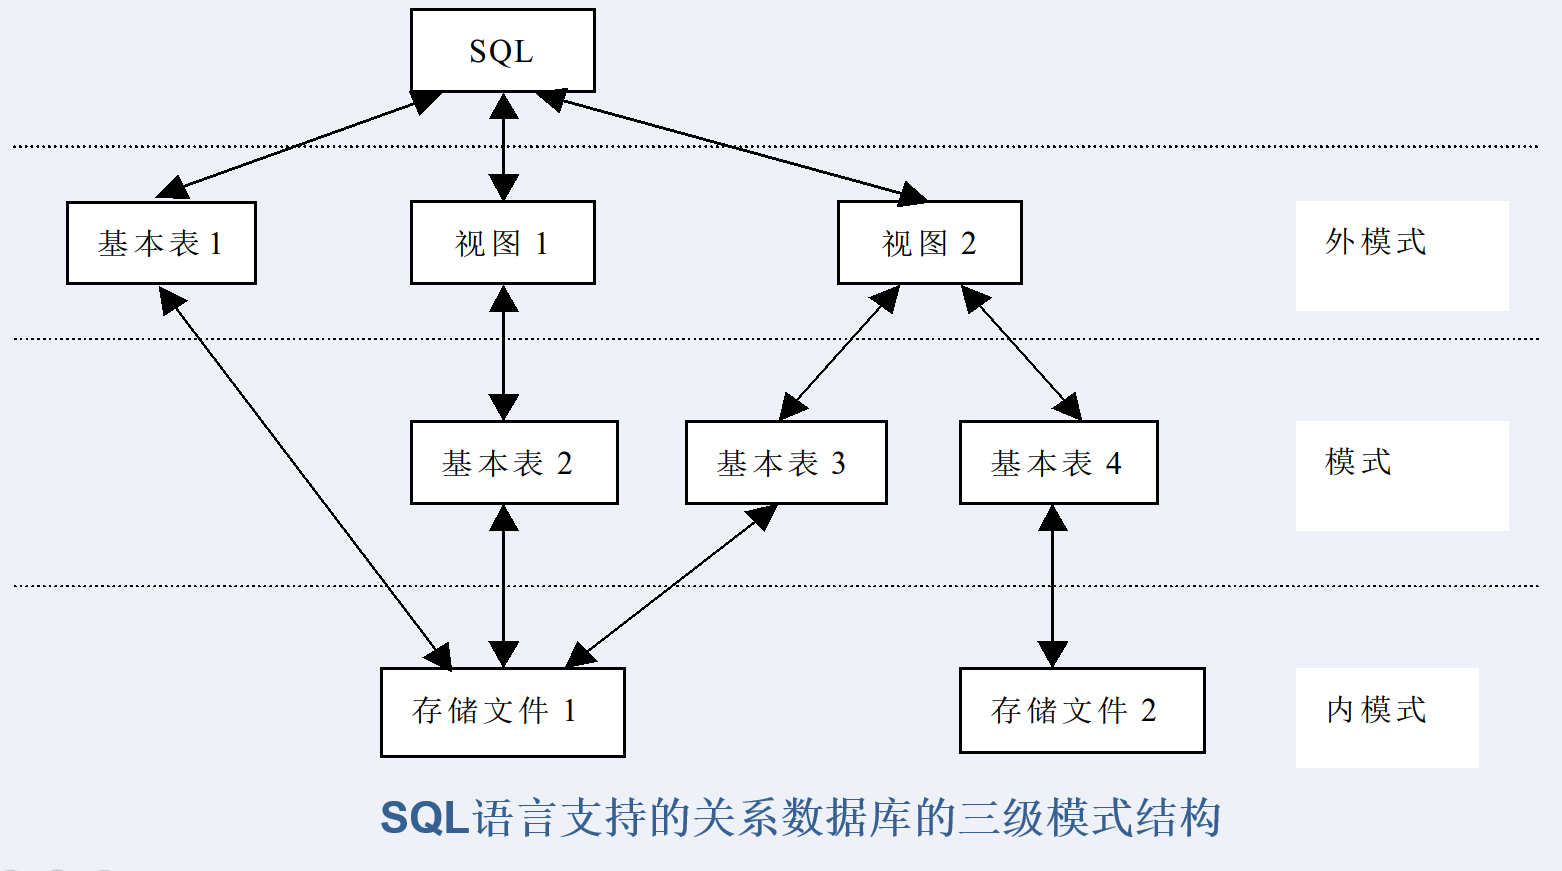 SQL
基本表 1
视图 1
视图 2
外模式
基本表 2
基本表 3
基本表 4
模式
存储文件 1
存储文件 2
内模式
SQL语言支持的关系数据库的三级模式结构